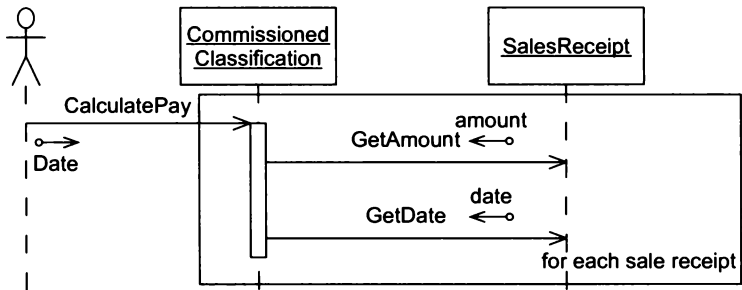 Commissioned
Classification
SalesReceipt
CalculatePay
Date
amount
GetAmount
date
GetDate
for each sale receipt